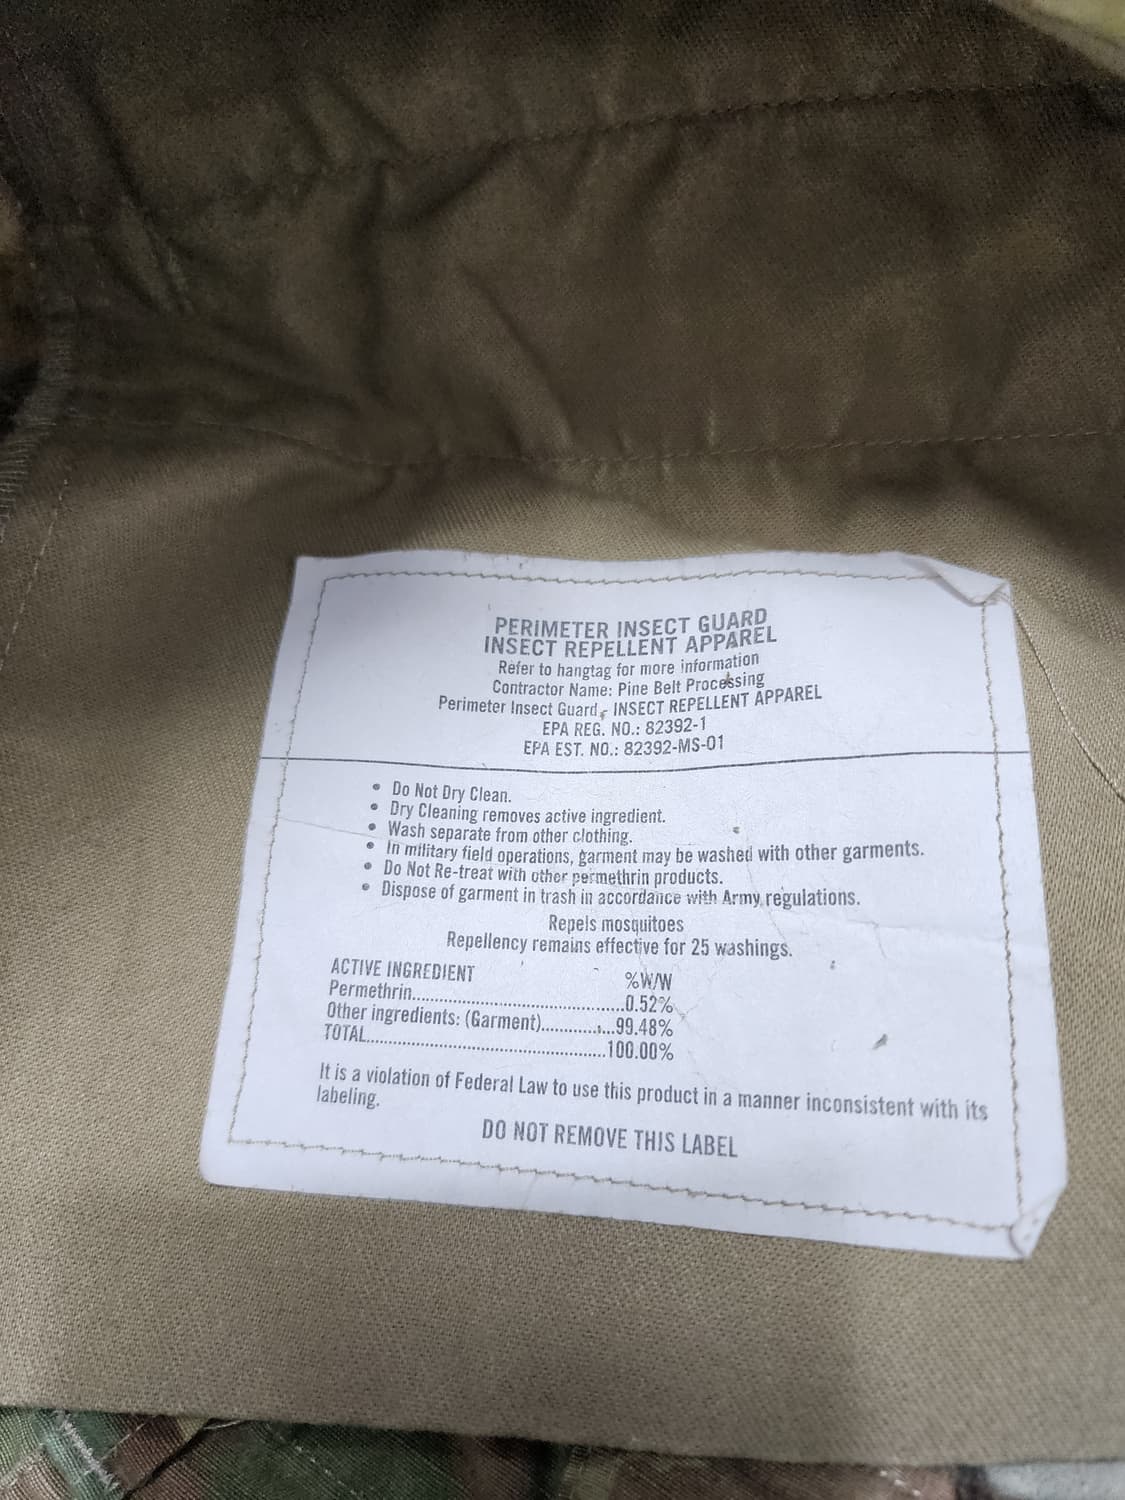 PERIMETER INSECT GUARD
INSECT REPELLENT APPAREL
Refer to hangtag for more information
Contractor Name: Pine Belt Processing
Perimeter Insect Guard - INSECT REPELLENT APPAREL
EPA REG. NO.: 82392-1
EPA EST. NO.: 82392-MS-01
• Do Not Dry Clean.
• Dry Cleaning removes active ingredient.
• Wash separate from other clothing.
• In military field operations, garment may be washed with other garments.
• Do Not Re-treat with other permethrin products.
• Dispose of garment in trash in accordance with Army regulations.
Repels mosquitoes
Repellency remains effective for 25 washings.
ACTIVE INGREDIENT %W/W
Permethrin..........................................0.52%
Other ingredients: (Garment)..............99.48%
TOTAL................................................100.00%
It is a violation of Federal Law to use this product in a manner inconsistent with its
labeling.
DO NOT REMOVE THIS LABEL